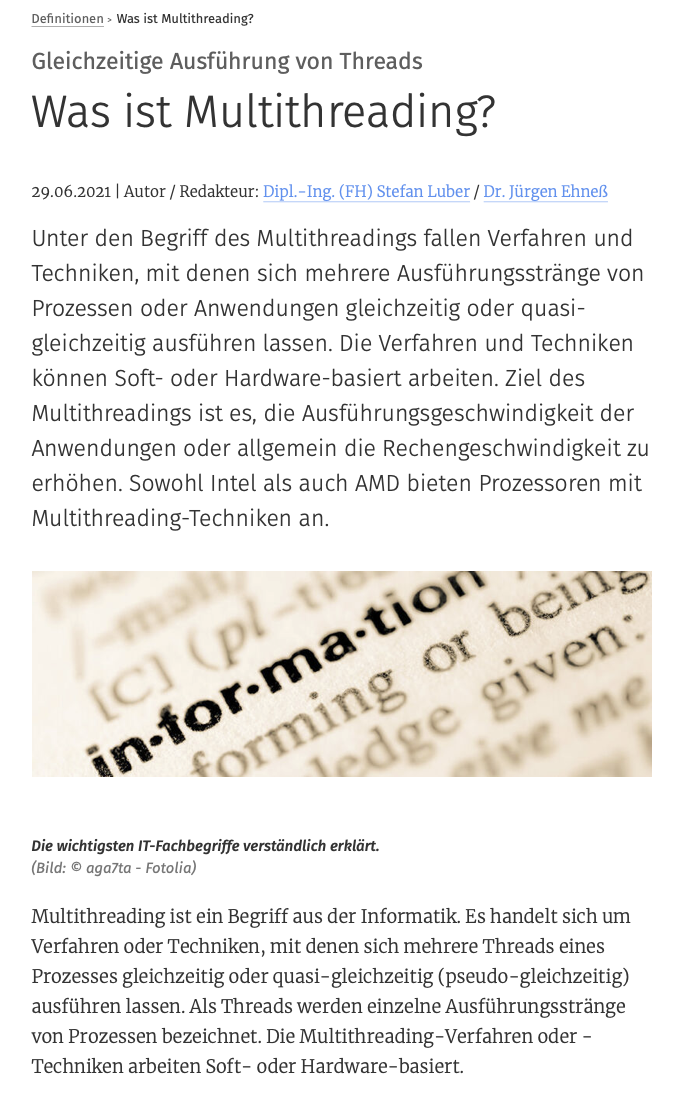 Definitionen > Was ist Multithreading?
Gleichzeitige Ausführung von Threads
Was ist Multithreading?
29.06.2021 | Autor / Redakteur: Dipl.-Ing. (FH) Stefan Luber / Dr. Jürgen Ehneß
Unter den Begriff des Multithreadings fallen Verfahren und
Techniken, mit denen sich mehrere Ausführungsstränge von
Prozessen oder Anwendungen gleichzeitig oder quasi-
gleichzeitig ausführen lassen. Die Verfahren und Techniken
können Soft- oder Hardware-basiert arbeiten. Ziel des
Multithreadings ist es, die Ausführungsgeschwindigkeit der
Anwendungen oder allgemein die Rechengeschwindigkeit zu
erhöhen. Sowohl Intel als auch AMD bieten Prozessoren mit
Multithreading-Techniken an.
[C] (pl -tio
in·for·ma·tion
forming or being
ledge given:
give me
Die wichtigsten IT-Fachbegriffe verständlich erklärt.
(Bild: © aga7ta - Fotolia)
Multithreading ist ein Begriff aus der Informatik. Es handelt sich um
Verfahren oder Techniken, mit denen sich mehrere Threads eines
Prozesses gleichzeitig oder quasi-gleichzeitig (pseudo-gleichzeitig)
ausführen lassen. Als Threads werden einzelne Ausführungsstränge
von Prozessen bezeichnet. Die Multithreading-Verfahren oder -
Techniken arbeiten Soft- oder Hardware-basiert.